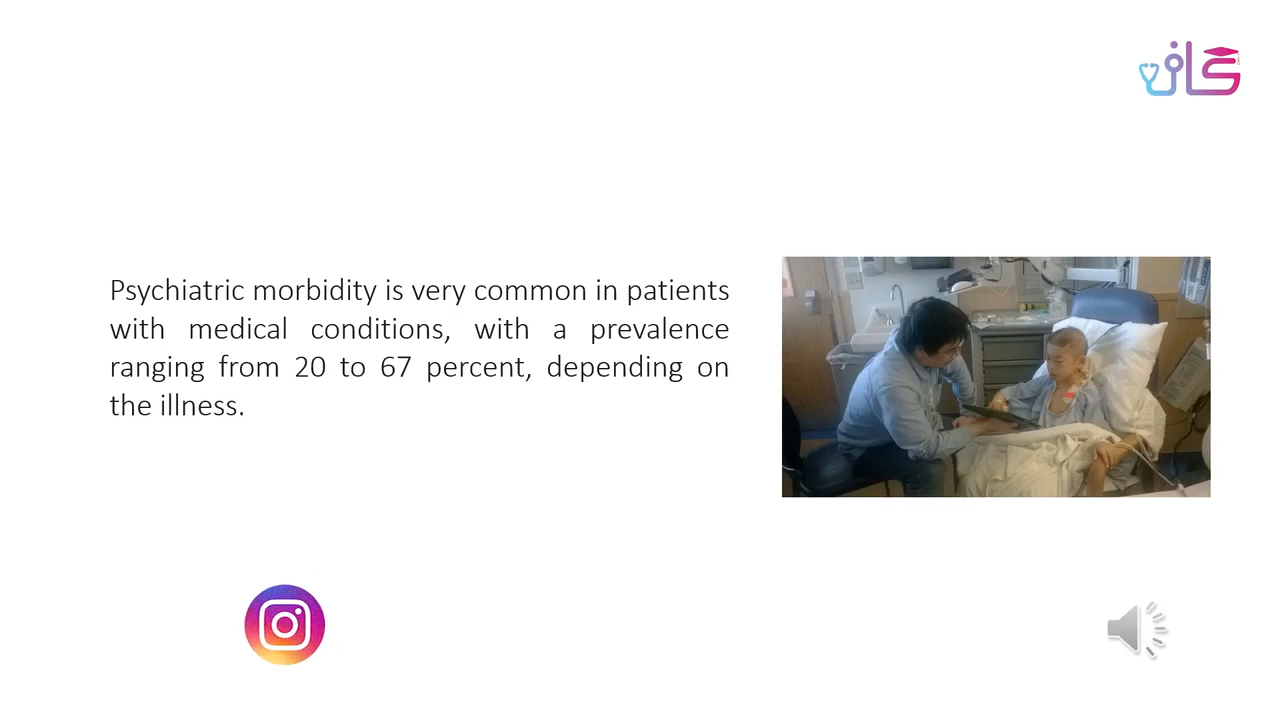 Psychiatric morbidity is very common in patients
with medical conditions, with a prevalence
ranging from 20 to 67 percent, depending on
the illness.